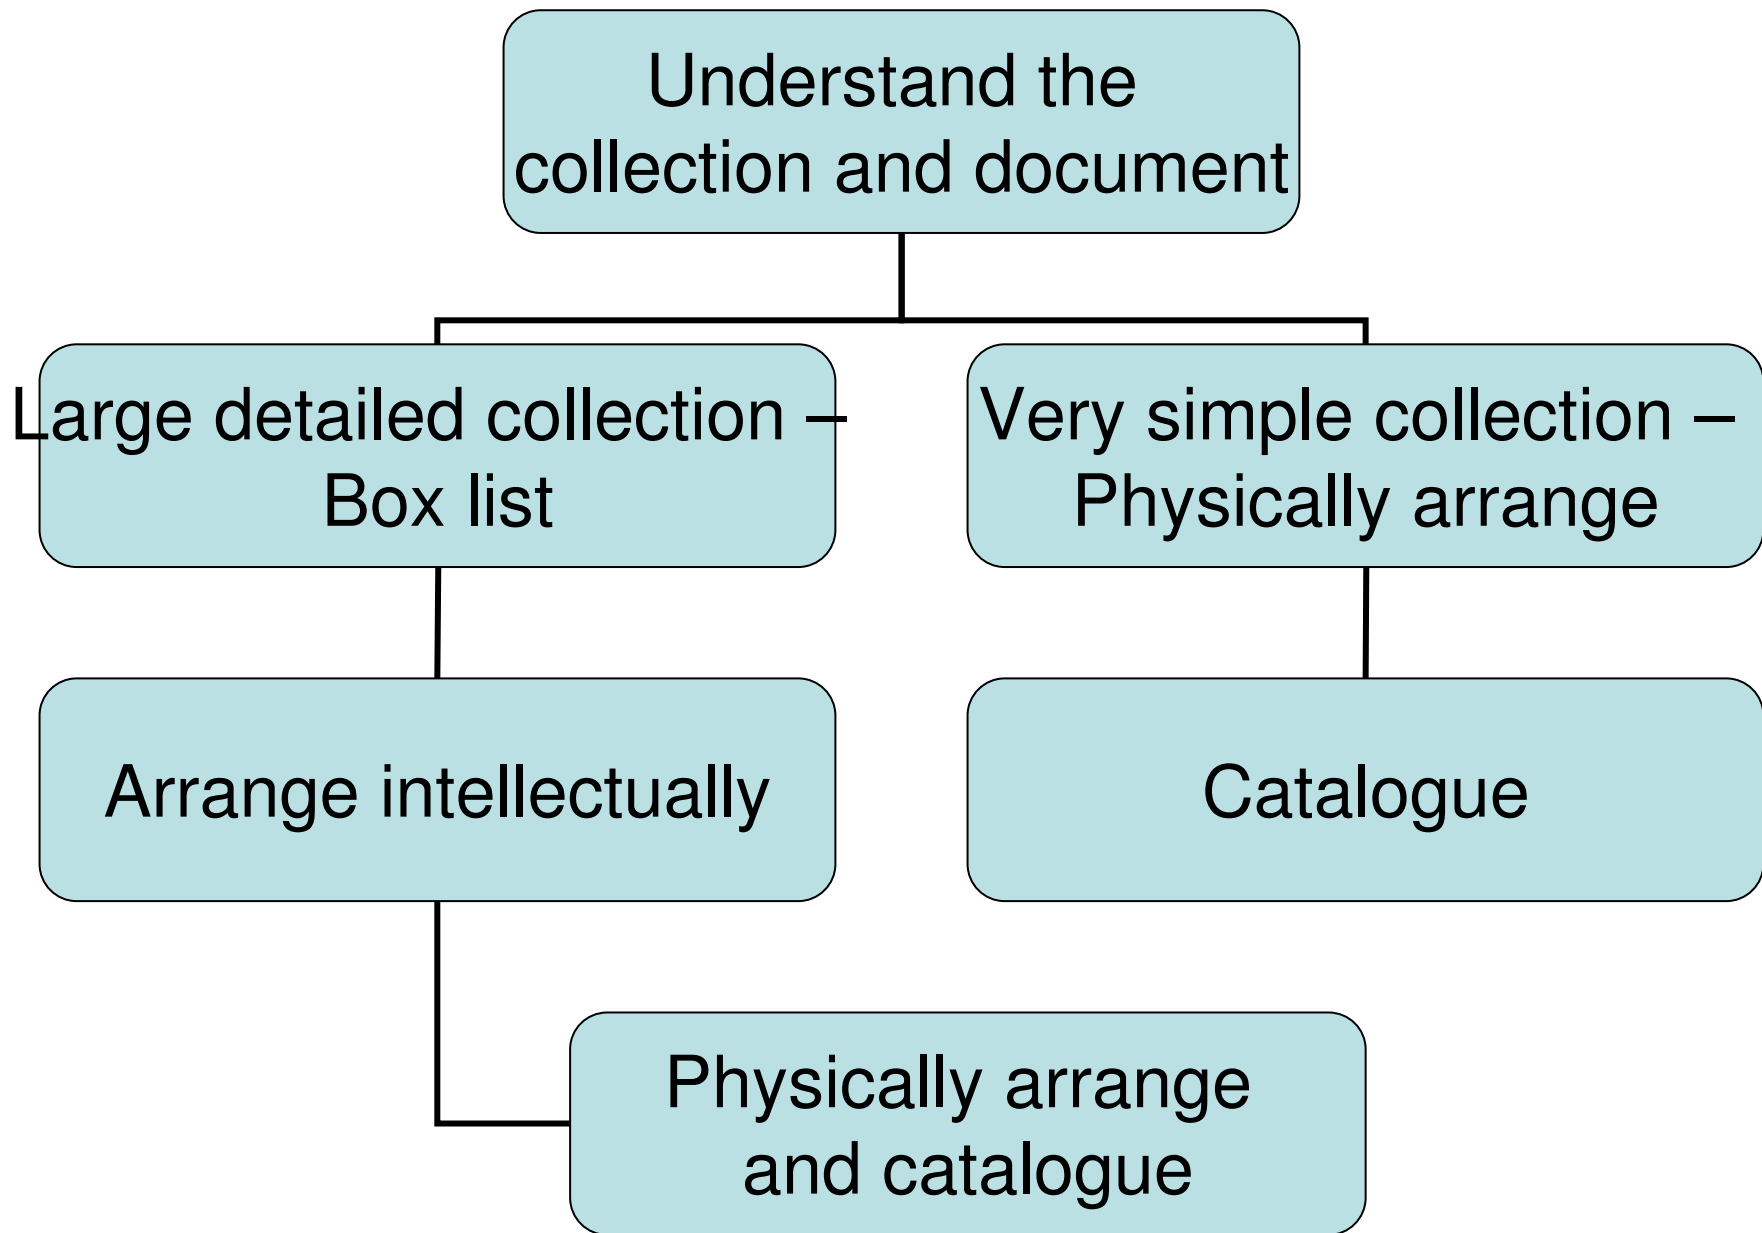 Understand the
collection and document
Large detailed collection –
Box list
Very simple collection –
Physically arrange
Arrange intellectually
Catalogue
Physically arrange
and catalogue